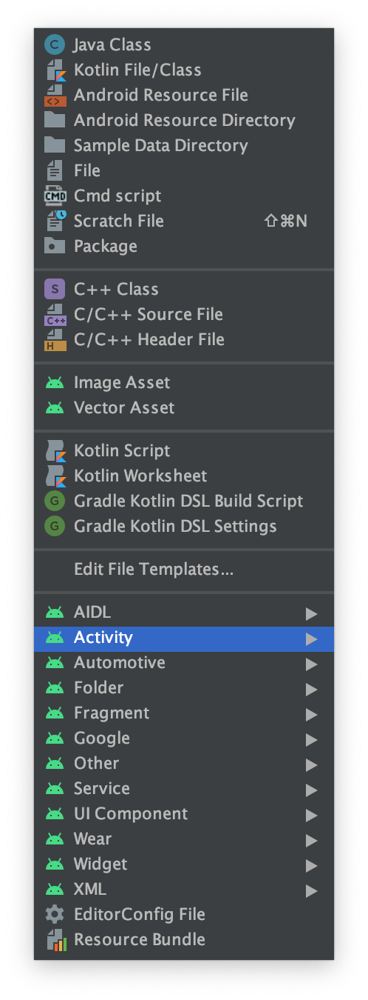 Java Class
Kotlin File/Class
Android Resource File
Android Resource Directory
Sample Data Directory
File
Cmd script
Scratch File ⇧⌘N
Package
C++ Class
C/C++ Source File
C/C++ Header File
Image Asset
Vector Asset
Kotlin Script
Kotlin Worksheet
Gradle Kotlin DSL Build Script
Gradle Kotlin DSL Settings
Edit File Templates...
AIDL
Activity
Automotive
Folder
Fragment
Google
Other
Service
UI Component
Wear
Widget
XML
EditorConfig File
Resource Bundle